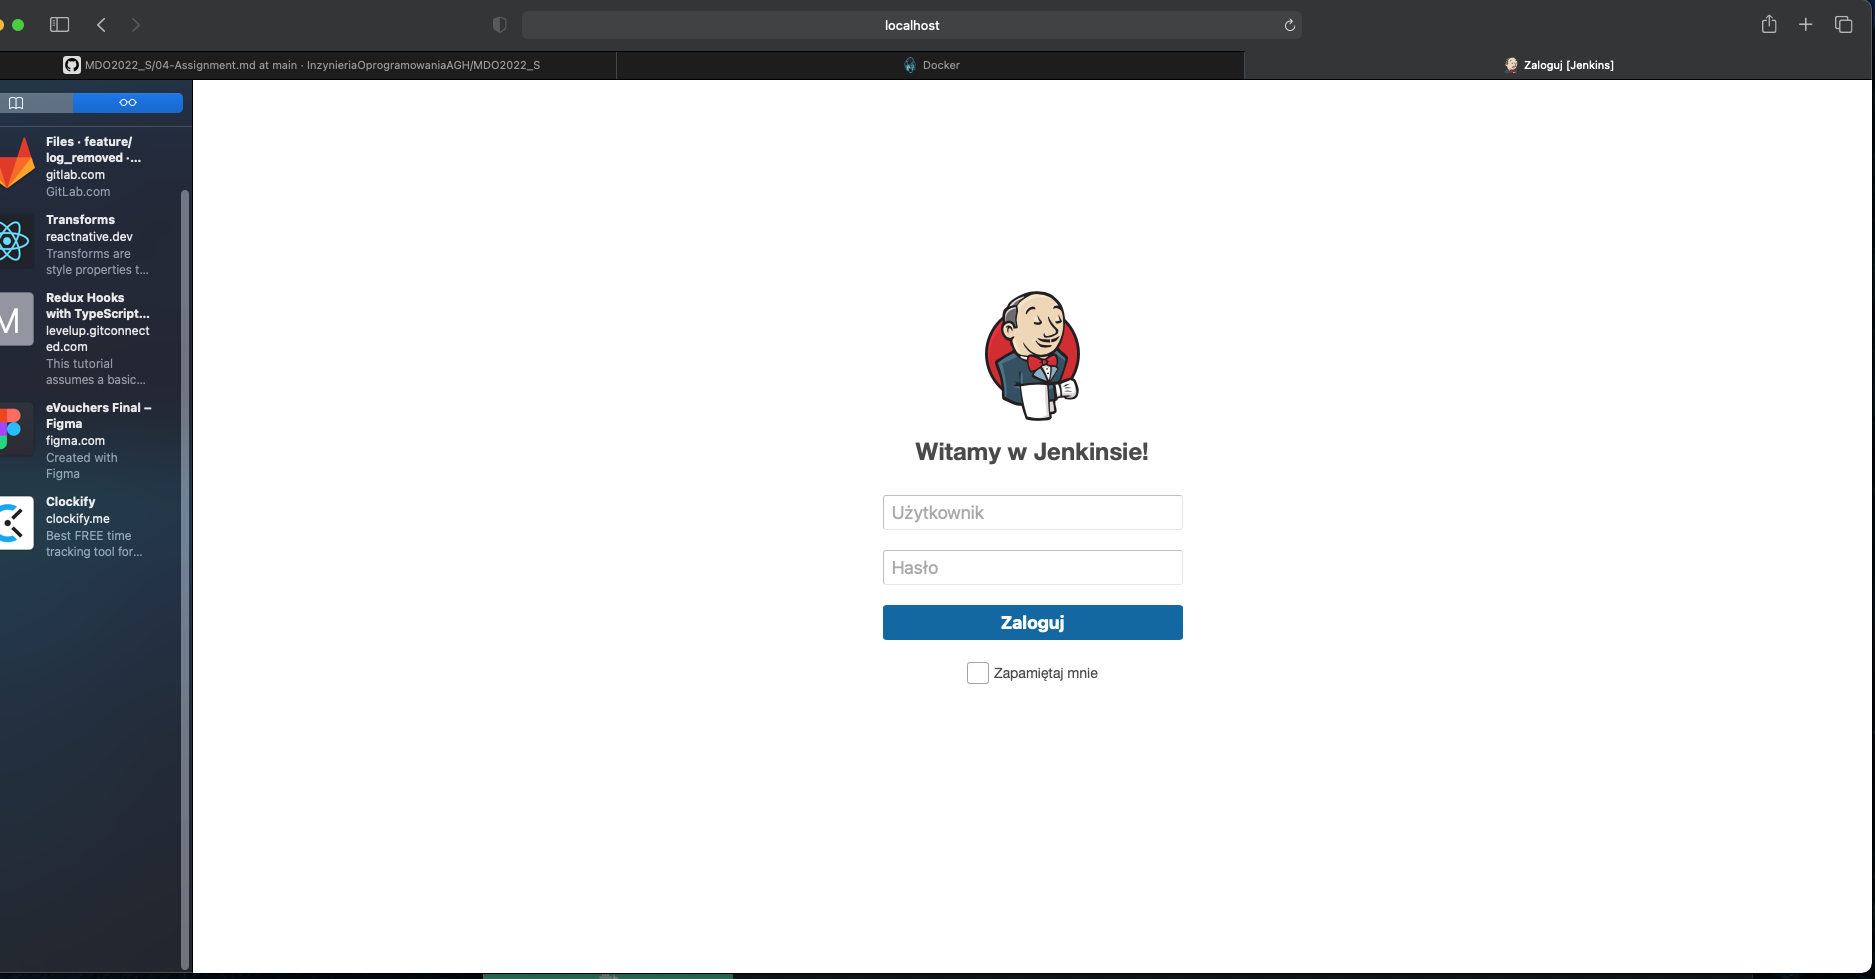 localhost
MDO2022_S/04-Assignment.md at main · InzynieriaOprogramowaniaAGH/MDO2022_S
Docker
Zaloguj [Jenkins]
Files · feature/
log_removed ·...
gitlab.com
GitLab.com
Transforms
reactnative.dev
Transforms are
style properties t...
M
Redux Hooks
with TypeScript...
levelup.gitconnect
ed.com
This tutorial
assumes a basic...
eVouchers Final –
Figma
figma.com
Created with
Figma
Clockify
clockify.me
Best FREE time
tracking tool for...
Witamy w Jenkinsie!
Użytkownik
Hasło
Zaloguj
Zapamiętaj mnie